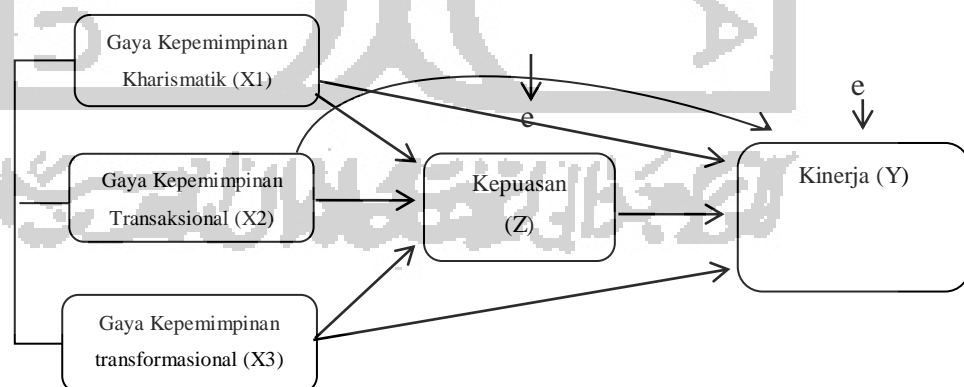 Gaya Kepemimpinan
Kharismatik (X1)
e
e
Gaya Kepemimpinan
Transaksional (X2)
Kepuasan
(Z)
Kinerja (Y)
Gaya Kepemimpinan
transformasional (X3)